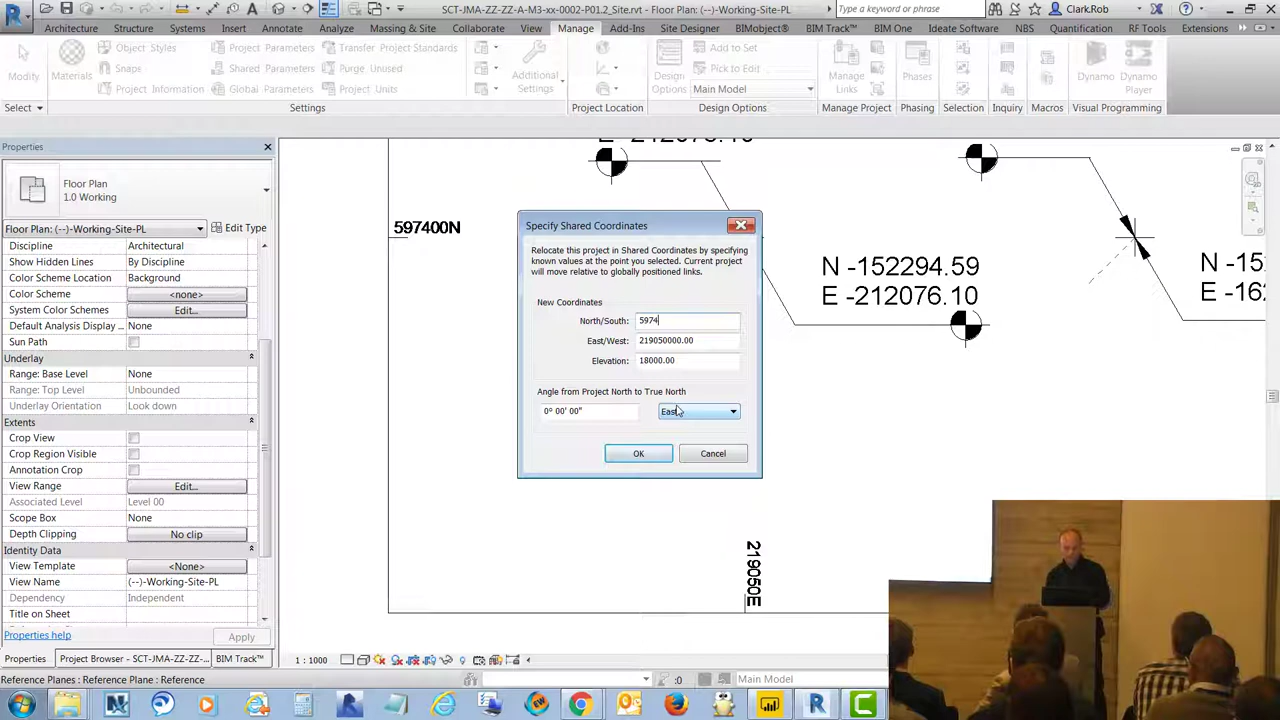 SCT-JMA-ZZ-ZZ-A-M3-xx-0002-P01.2_Site.rvt - Floor Plan: (--)-Working-Site-PL
Type a keyword or phrase
Clark.Rob
Architecture Structure Systems Insert Annotate Analyze Massing & Site Collaborate View Manage Add-Ins Site Designer BIMobject® BIM Track™ BIM One Ideate Software NBS Quantification RF Tools Extensions
Modify
Materials
Object Styles
Snaps
Project Information
Project Parameters
Shared Parameters
Global Parameters
Transfer Project Standards
Purge Unused
Project Units
Additional Settings
Design Options
Add to Set
Pick to Edit
Main Model
Manage Links
Phases
Dynamo
Dynamo Player
Select
Settings
Project Location
Design Options
Manage Project
Phasing
Selection
Inquiry
Macros
Visual Programming
Properties
Floor Plan
1.0 Working
Floor Plan: (--)-Working-Site-PL
Edit Type
Discipline Architectural
Show Hidden Lines By Discipline
Color Scheme Location Background
Color Scheme <none>
System Color Schemes Edit...
Default Analysis Display ... None
Sun Path
Underlay
Range: Base Level None
Range: Top Level Unbounded
Underlay Orientation Look down
Extents
Crop View
Crop Region Visible
Annotation Crop
View Range Edit...
Associated Level Level 00
Scope Box None
Depth Clipping No clip
Identity Data
View Template <None>
View Name (--)-Working-Site-PL
Dependency Independent
Title on Sheet
Properties help
Apply
Properties
Project Browser - SCT-JMA-ZZ-ZZ-...
BIM Track™
597400N
N -152294.59
E -212076.10
N -15
E -16
219050E
Specify Shared Coordinates
Relocate this project in Shared Coordinates by specifying
known values at the point you selected. Current project
will move relative to globally positioned links.
New Coordinates
North/South: 5974
East/West: 219050000.00
Elevation: 18000.00
Angle from Project North to True North
0° 00' 00"
East
OK
Cancel
1 : 1000
Reference Planes : Reference Plane : Reference
:0
Main Model